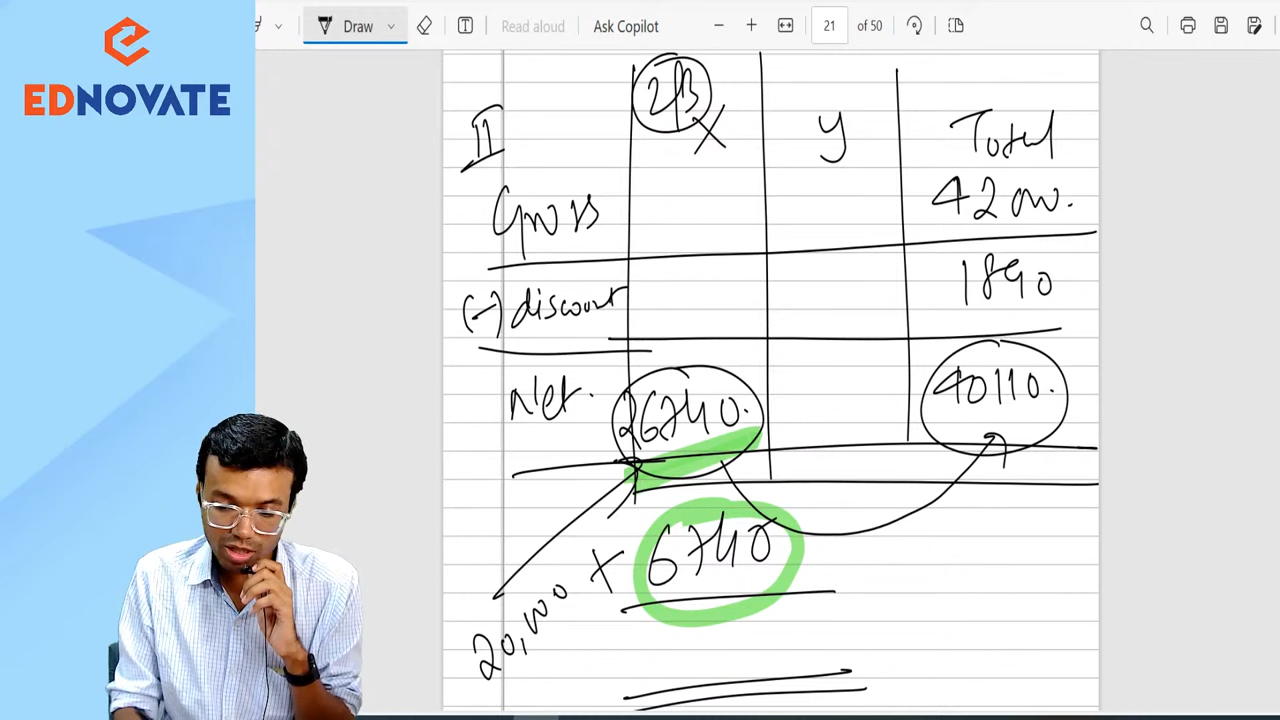 EDNOVATE
Draw
Read aloud
Ask Copilot
21
of 50
II
2/3
X
y
Total
Gross
42000.
(-) discount
1890
Net.
26740.
40110.
20,000 + 6740